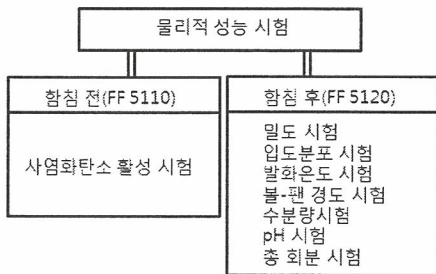 물리적 성능 시험
함침 전(FF 5110)
사염화탄소 활성 시험
함침 후(FF 5120)
밀도 시험
입도분포 시험
발화온도 시험
볼-팬 경도 시험
수분량시험
pH 시험
총 회분 시험